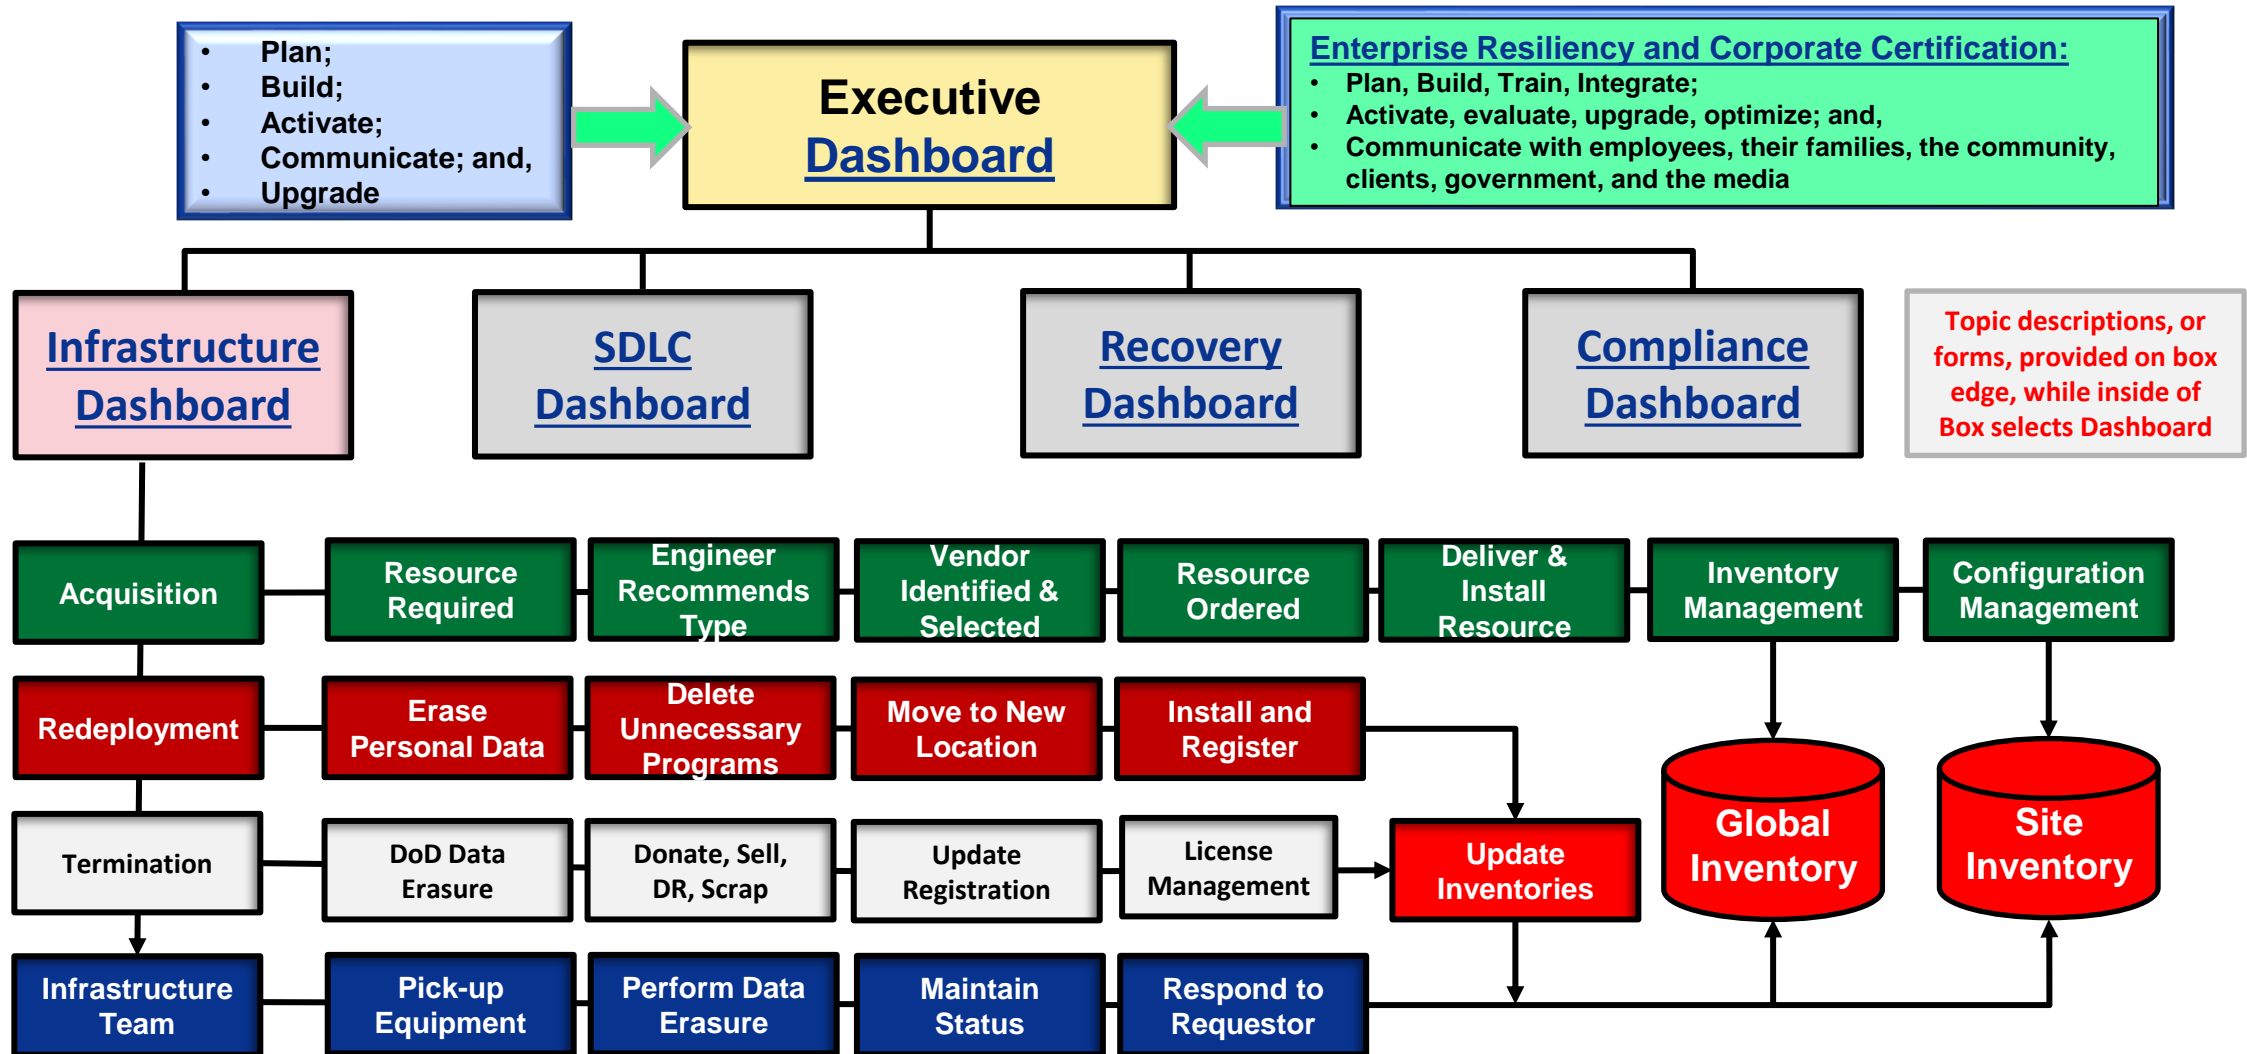 • Plan;
• Build;
• Activate;
• Communicate; and,
• Upgrade
Executive
Dashboard
Enterprise Resiliency and Corporate Certification:
• Plan, Build, Train, Integrate;
• Activate, evaluate, upgrade, optimize; and,
• Communicate with employees, their families, the community,
clients, government, and the media
Infrastructure
Dashboard
SDLC
Dashboard
Recovery
Dashboard
Compliance
Dashboard
Topic descriptions, or
forms, provided on box
edge, while inside of
Box selects Dashboard
Acquisition
Resource
Required
Engineer
Recommends
Type
Vendor
Identified &
Selected
Resource
Ordered
Deliver &
Install
Resource
Inventory
Management
Configuration
Management
Redeployment
Erase
Personal Data
Delete
Unnecessary
Programs
Move to New
Location
Install and
Register
Termination
DoD Data
Erasure
Donate, Sell,
DR, Scrap
Update
Registration
License
Management
Update
Inventories
Global
Inventory
Site
Inventory
Infrastructure
Team
Pick-up
Equipment
Perform Data
Erasure
Maintain
Status
Respond to
Requestor